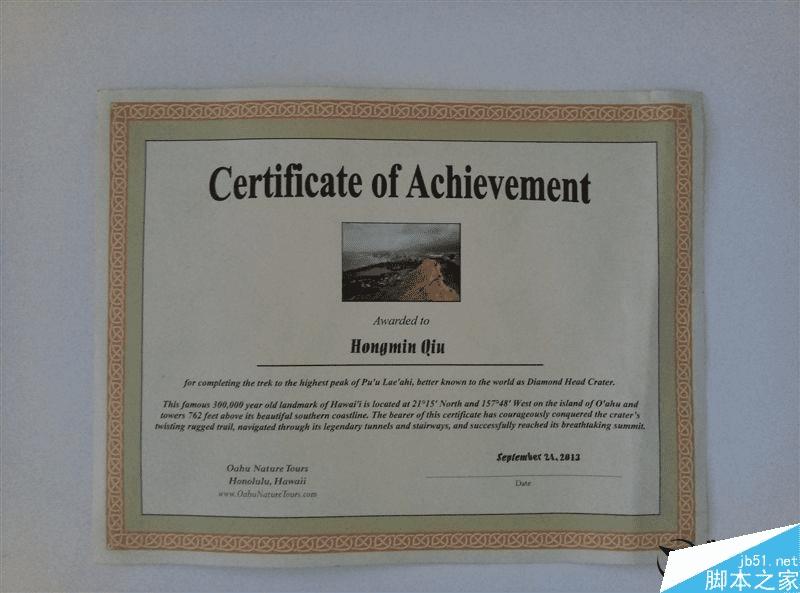 Certificate of Achievement
Awarded to
Hongmin Qiu
for completing the trek to the highest peak of Pu'u Lae'ahi, better known to the world as Diamond Head Crater.
This famous 300,000 year old landmark of Hawai'i is located at 21°15' North and 157°48' West on the island of O'ahu and
towers 762 feet above its beautiful southern coastline. The bearer of this certificate has courageously conquered the crater's
twisting rugged trail, navigated through its legendary tunnels and stairways, and successfully reached its breathtaking summit.
September 24, 2013
Date
Oahu Nature Tours
Honolulu, Hawaii
www.OahuNatureTours.com
jb51.net
脚本之家